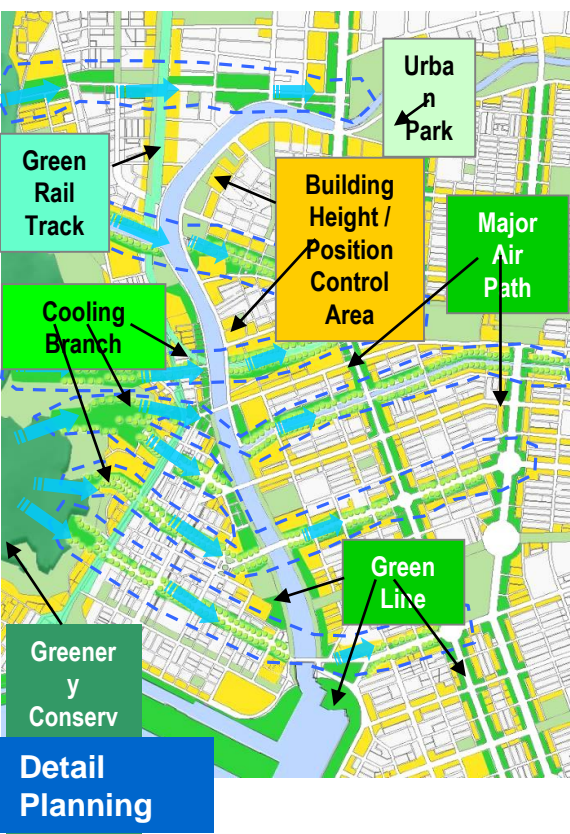 Urba
n
Park
Green
Rail
Track
Building
Height /
Position
Control
Area
Major
Air
Path
Cooling
Branch
Green
Line
Greener
y
Conserv
Detail
Planning